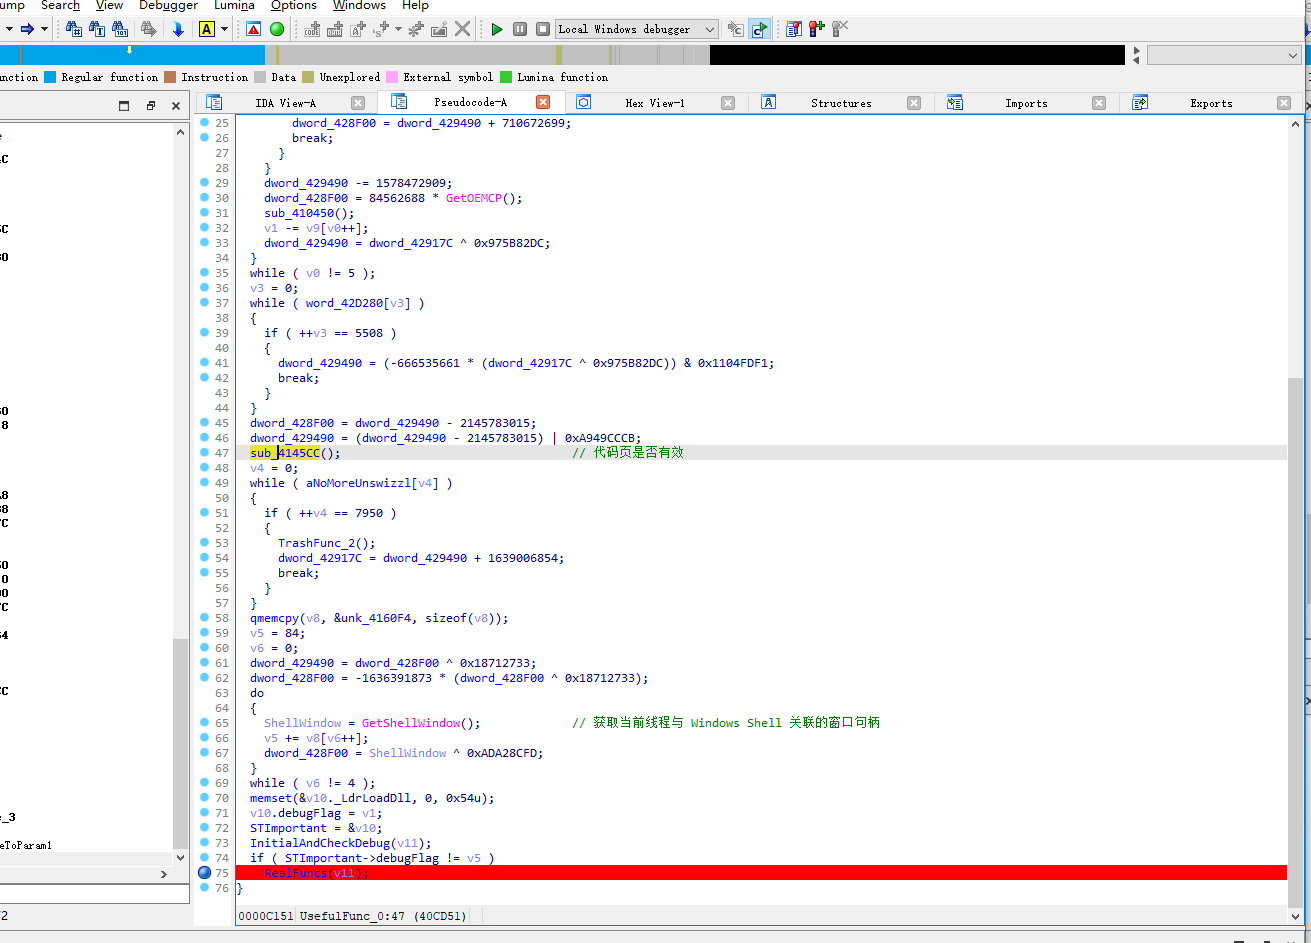 ump Search View Debugger Lumina Options Windows Help
Local Windows debugger
nction Regular function Instruction Data Unexplored External symbol Lumina function
IDA View-A Pseudocode-A Hex View-1 Structures Imports Exports
25 dword_428F00 = dword_429490 + 710672699;
26 break;
27 }
28 }
29 dword_429490 -= 1578472909;
30 dword_428F00 = 84562688 * GetOEMCP();
31 sub_410450();
32 v1 -= v9[v0++];
33 dword_429490 = dword_42917C ^ 0x975B82DC;
34 }
35 while ( v0 != 5 );
36 v3 = 0;
37 while ( word_42D280[v3] )
38 {
39 if ( ++v3 == 5508 )
40 {
41 dword_429490 = (-666535661 * (dword_42917C ^ 0x975B82DC)) & 0x1104FDF1;
42 break;
43 }
44 }
45 dword_428F00 = dword_429490 - 2145783015;
46 dword_429490 = (dword_429490 - 2145783015) | 0xA949CCCB;
47 sub_4145CC(); // 代码页是否有效
48 v4 = 0;
49 while ( aNoMoreUnswizzl[v4] )
50 {
51 if ( ++v4 == 7950 )
52 {
53 TrashFunc_2();
54 dword_42917C = dword_429490 + 1639006854;
55 break;
56 }
57 }
58 qmemcpy(v8, &unk_4160F4, sizeof(v8));
59 v5 = 84;
60 v6 = 0;
61 dword_429490 = dword_428F00 ^ 0x18712733;
62 dword_428F00 = -1636391873 * (dword_428F00 ^ 0x18712733);
63 do
64 {
65 ShellWindow = GetShellWindow(); // 获取当前线程与 Windows Shell 关联的窗口句柄
66 v5 += v8[v6++];
67 dword_428F00 = ShellWindow ^ 0xADA28CFD;
68 }
69 while ( v6 != 4 );
70 memset(&v10._LdrLoadDll, 0, 0x54u);
71 v10.debugFlag = v1;
72 STImportant = &v10;
73 InitialAndCheckDebug(v11);
74 if ( STImportant->debugFlag != v5 )
75 RealFuncs(v11);
76 }
e_3
eToParam1
0000C151 UsefulFunc_0:47 (40CD51)